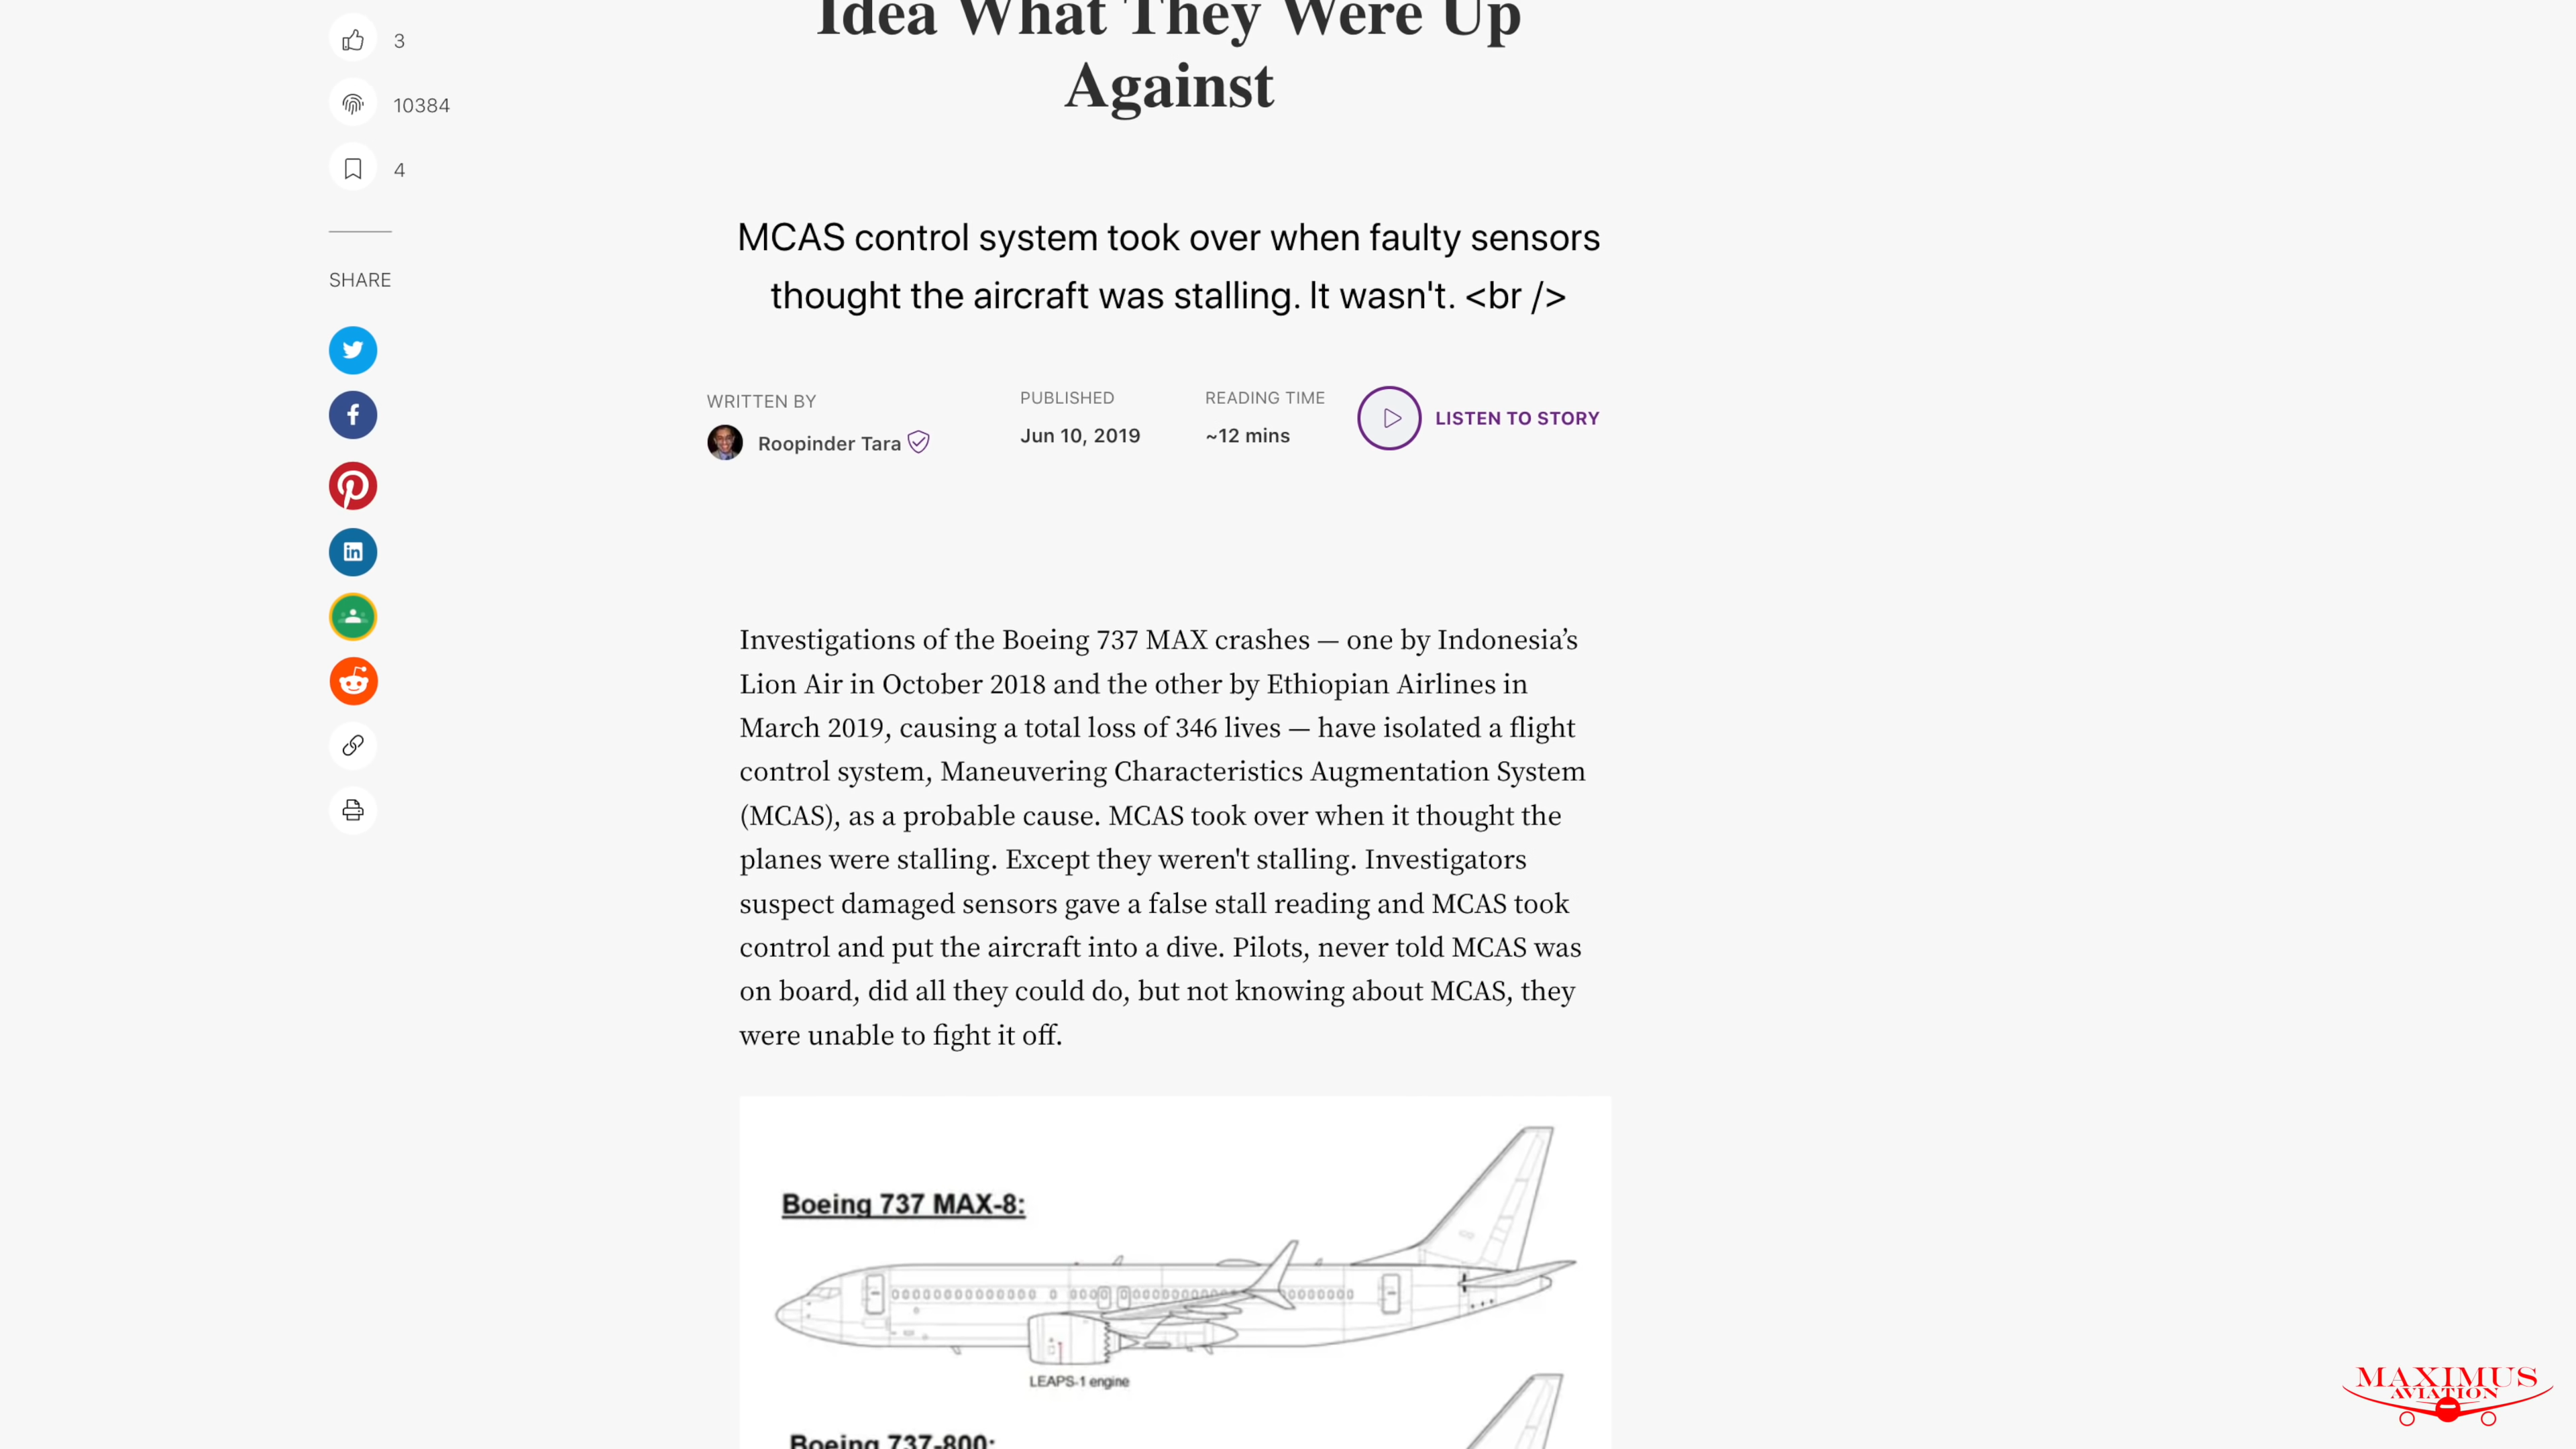 Idea What They Were Up
Against
3
10384
4
SHARE
MCAS control system took over when faulty sensors
thought the aircraft was stalling. It wasn't. <br />
WRITTEN BY
Roopinder Tara
PUBLISHED
Jun 10, 2019
READING TIME
~12 mins
LISTEN TO STORY
Investigations of the Boeing 737 MAX crashes — one by Indonesia’s
Lion Air in October 2018 and the other by Ethiopian Airlines in
March 2019, causing a total loss of 346 lives — have isolated a flight
control system, Maneuvering Characteristics Augmentation System
(MCAS), as a probable cause. MCAS took over when it thought the
planes were stalling. Except they weren't stalling. Investigators
suspect damaged sensors gave a false stall reading and MCAS took
control and put the aircraft into a dive. Pilots, never told MCAS was
on board, did all they could do, but not knowing about MCAS, they
were unable to fight it off.
Boeing 737 MAX-8:
LEAPS-1 engine
Boeing 737-800:
MAXIMUS
AVIATION